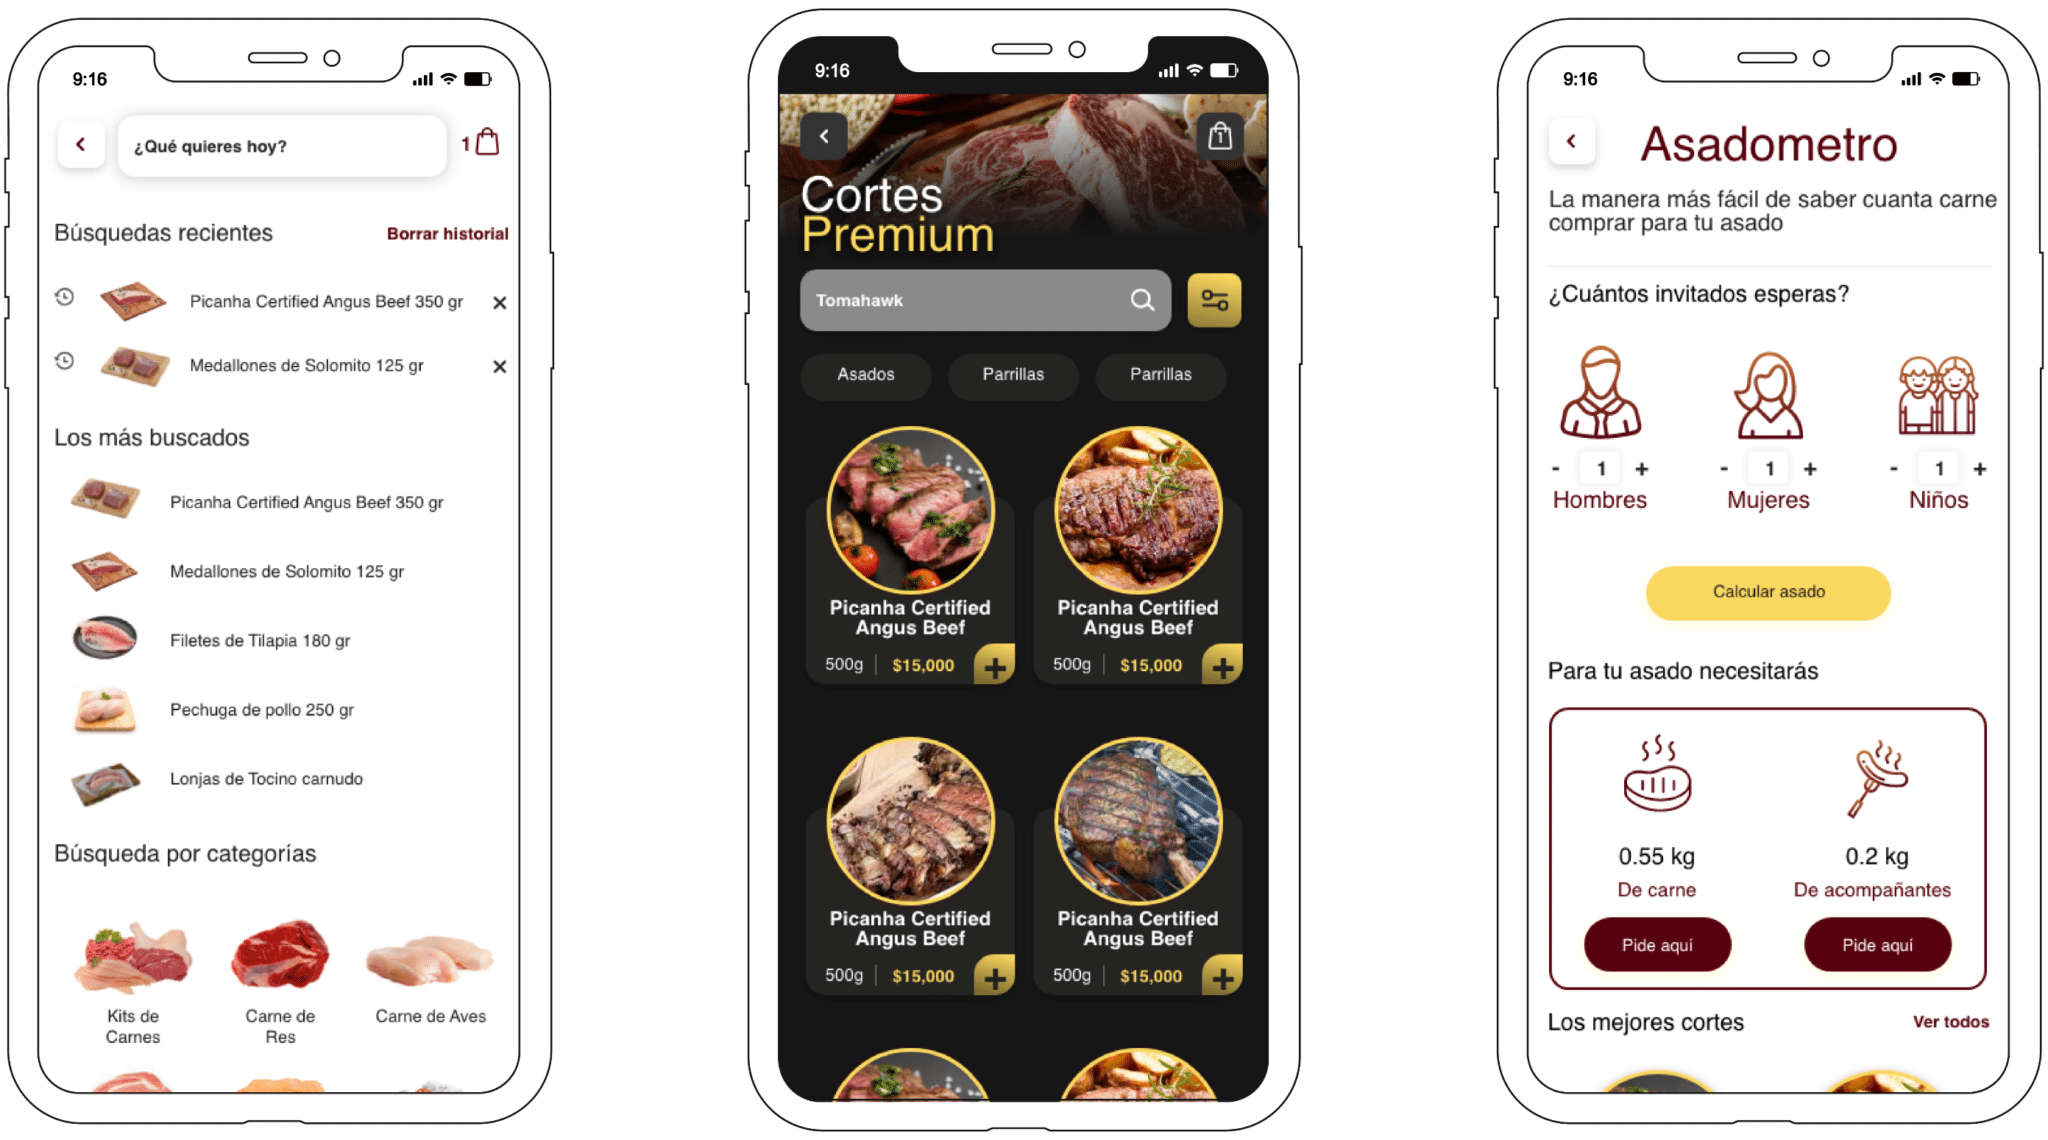 9:16
¿Qué quieres hoy?
1
Búsquedas recientes
Borrar historial
Picanha Certified Angus Beef 350 gr
Medallones de Solomito 125 gr
Los más buscados
Picanha Certified Angus Beef 350 gr
Medallones de Solomito 125 gr
Filetes de Tilapia 180 gr
Pechuga de pollo 250 gr
Lonjas de Tocino carnudo
Búsqueda por categorías
Kits de
Carnes
Carne de
Res
Carne de Aves
9:16
1
Cortes
Premium
Tomahawk
Asados
Parrillas
Parrillas
Picanha Certified
Angus Beef
500g | $15,000 +
Picanha Certified
Angus Beef
500g | $15,000 +
Picanha Certified
Angus Beef
500g | $15,000 +
Picanha Certified
Angus Beef
500g | $15,000 +
9:16
Asadometro
La manera más fácil de saber cuanta carne
comprar para tu asado
¿Cuántos invitados esperas?
- 1 +
Hombres
- 1 +
Mujeres
- 1 +
Niños
Calcular asado
Para tu asado necesitarás
0.55 kg
De carne
Pide aquí
0.2 kg
De acompañantes
Pide aquí
Los mejores cortes
Ver todos